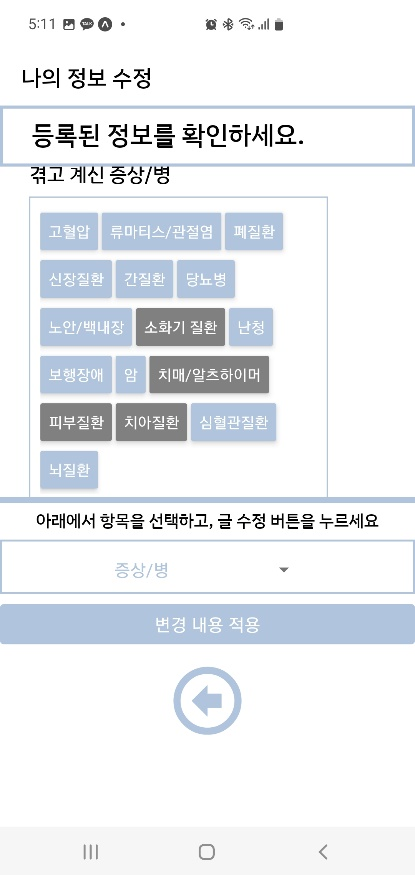 5:11 TALK
나의 정보 수정
등록된 정보를 확인하세요.
겪고 계신 증상/병
고혈압 류마티스/관절염 폐질환
신장질환 간질환 당뇨병
노안/백내장 소화기 질환 난청
보행장애 암 치매/알츠하이머
피부질환 치아질환 심혈관질환
뇌질환
아래에서 항목을 선택하고, 글 수정 버튼을 누르세요
증상/병
변경 내용 적용